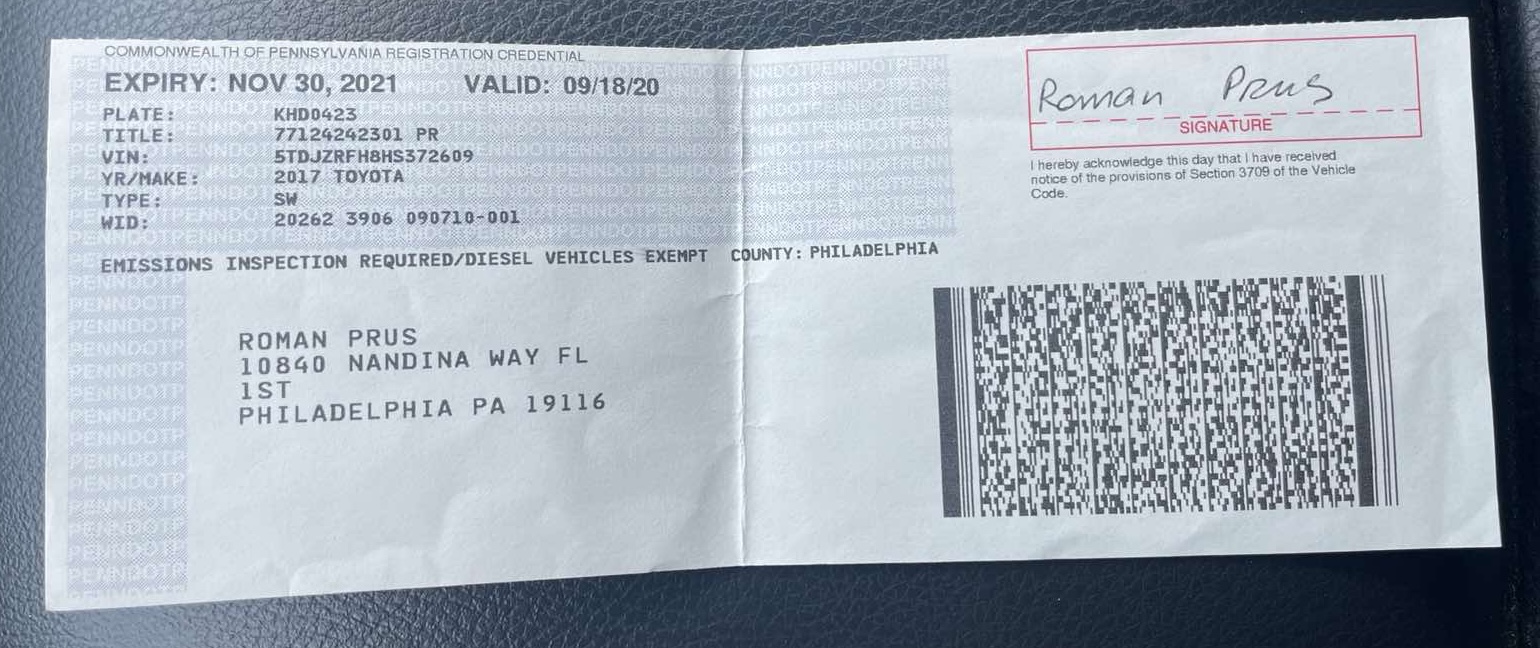 COMMONWEALTH OF PENNSYLVANIA REGISTRATION CREDENTIAL
EXPIRY: NOV 30, 2021 VALID: 09/18/20
PLATE: KHD0423
TITLE: 77124242301 PR
VIN: 5TDJZRFH8HS372609
YR/MAKE: 2017 TOYOTA
TYPE: SW
WID: 20262 3906 090710-001
EMISSIONS INSPECTION REQUIRED/DIESEL VEHICLES EXEMPT COUNTY: PHILADELPHIA
ROMAN PRUS
10840 NANDINA WAY FL
1ST
PHILADELPHIA PA 19116
Roman Prus
SIGNATURE
I hereby acknowledge this day that I have received
notice of the provisions of Section 3709 of the Vehicle
Code.